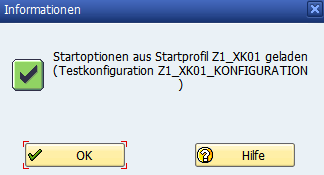 Informationen
Startoptionen aus Startprofil Z1_XK01 geladen
(Testkonfiguration Z1_XK01_KONFIGURATION
)
OK
Hilfe